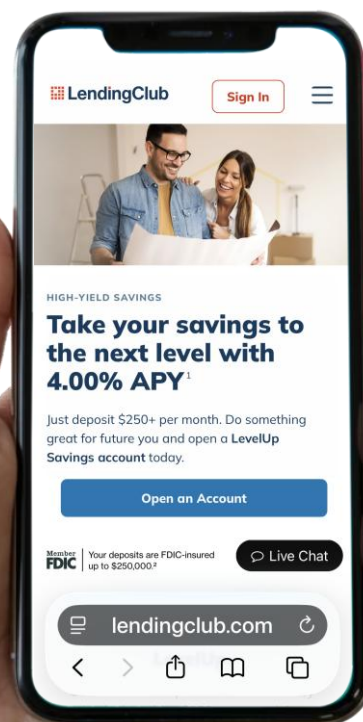 LendingClub
Sign In
HIGH-YIELD SAVINGS
Take your savings to
the next level with
4.00% APY¹
Just deposit $250+ per month. Do something
great for future you and open a LevelUp
Savings account today.
Open an Account
Member
FDIC
Your deposits are FDIC-insured
up to $250,000.²
Live Chat
lendingclub.com